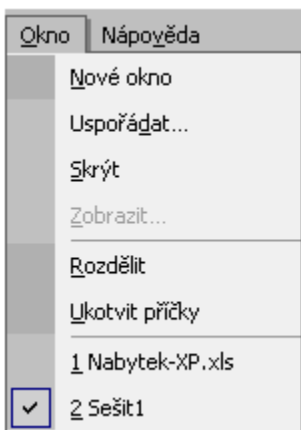 Okno Nápověda
Nové okno
Uspořádat...
Skrýt
Zobrazit...
Rozdělit
Ukotvit příčky
1 Nabytek-XP.xls
2 Sešit1